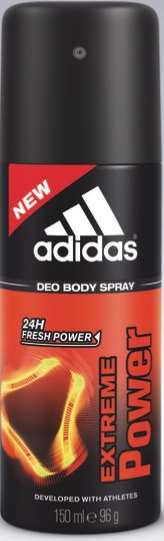 NEW
adidas
DEO BODY SPRAY
24H
FRESH POWER
EXTREME
Power
DEVELOPED WITH ATHLETES
150 ml e 96 g